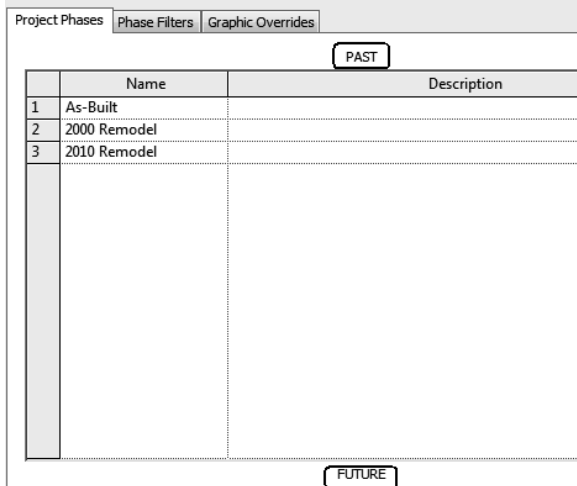 Project Phases Phase Filters Graphic Overrides
PAST
Name Description
1 As-Built
2 2000 Remodel
3 2010 Remodel
FUTURE